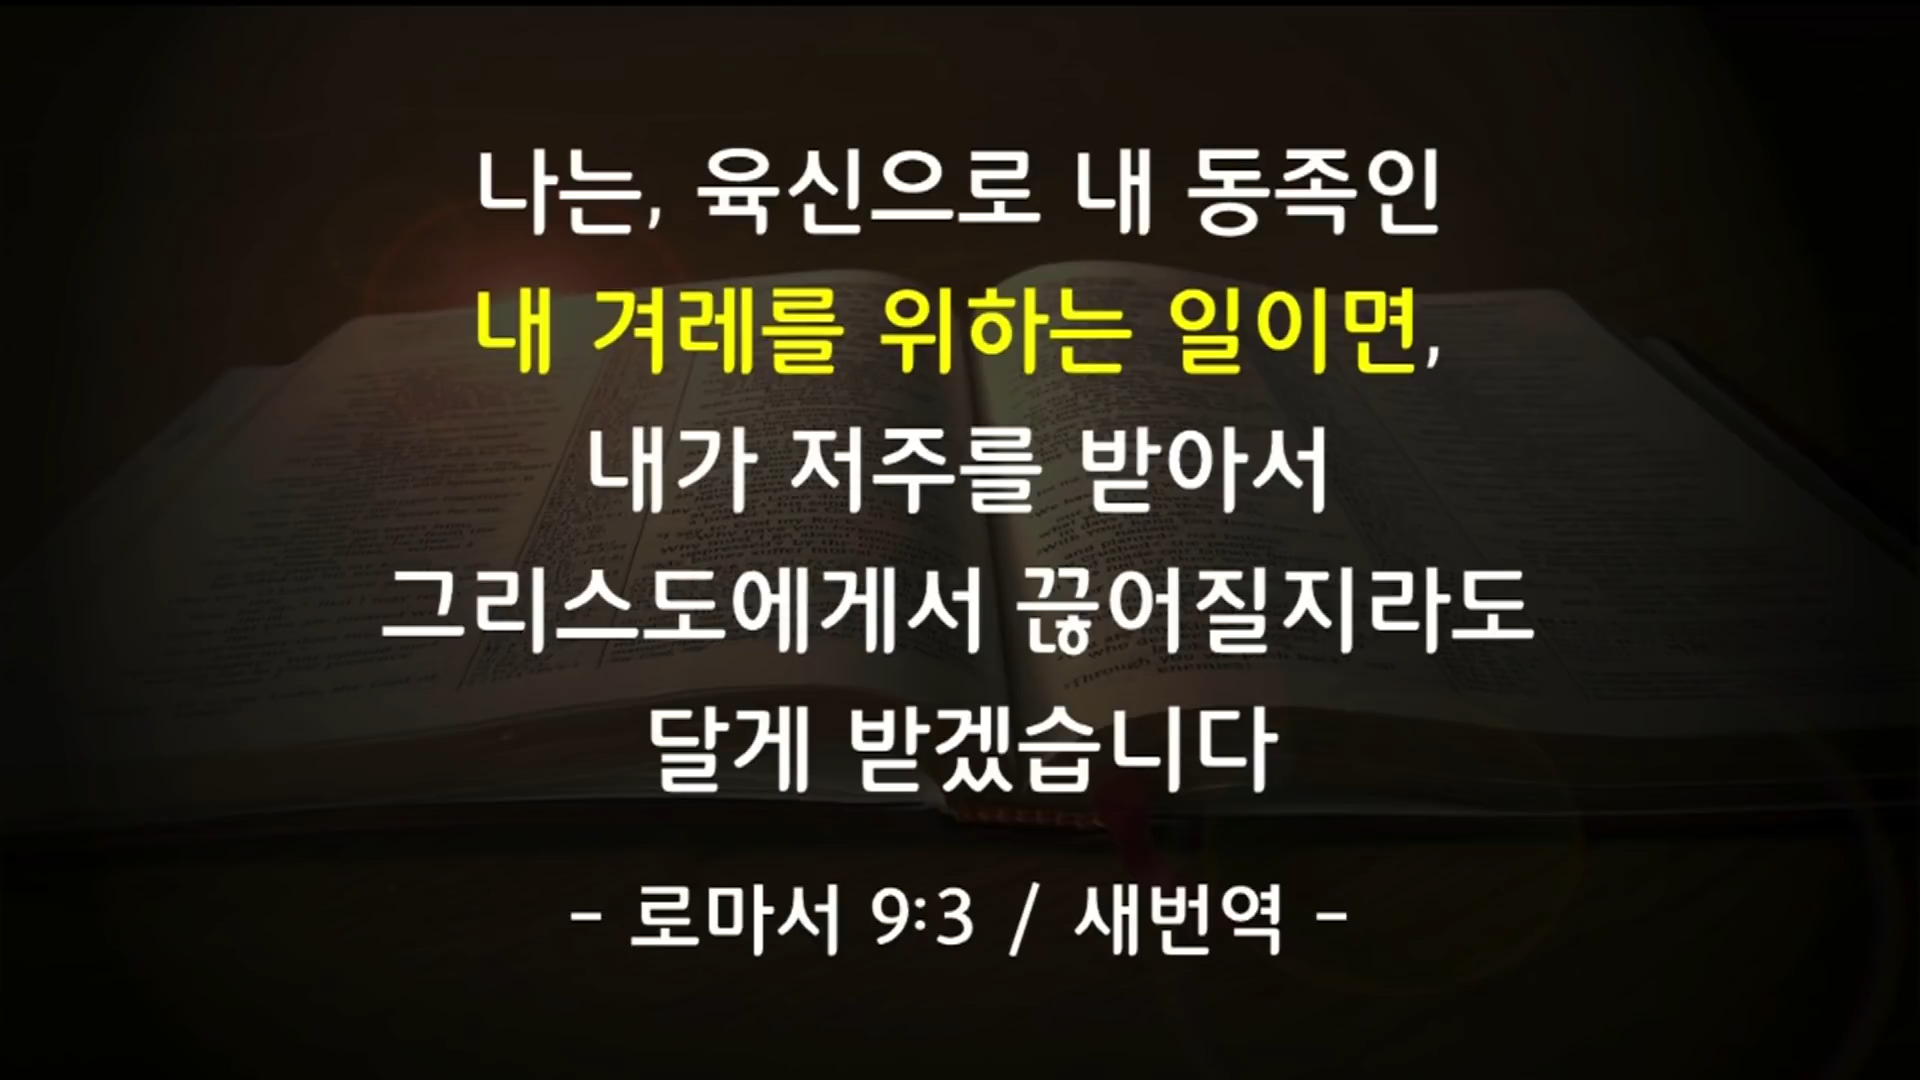 나는, 육신으로 내 동족인
내 겨레를 위하는 일이면,
내가 저주를 받아서
그리스도에게서 끊어질지라도
달게 받겠습니다
- 로마서 9:3 / 새번역 -